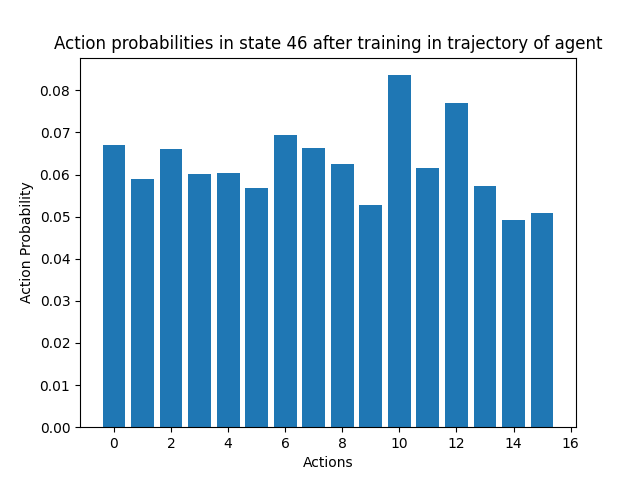 Action probabilities in state 46 after training in trajectory of agent
0.08
0.07
0.06
0.05
0.04
0.03
0.02
0.01
0.00
Action Probability
0 2 4 6 8 10 12 14 16
Actions